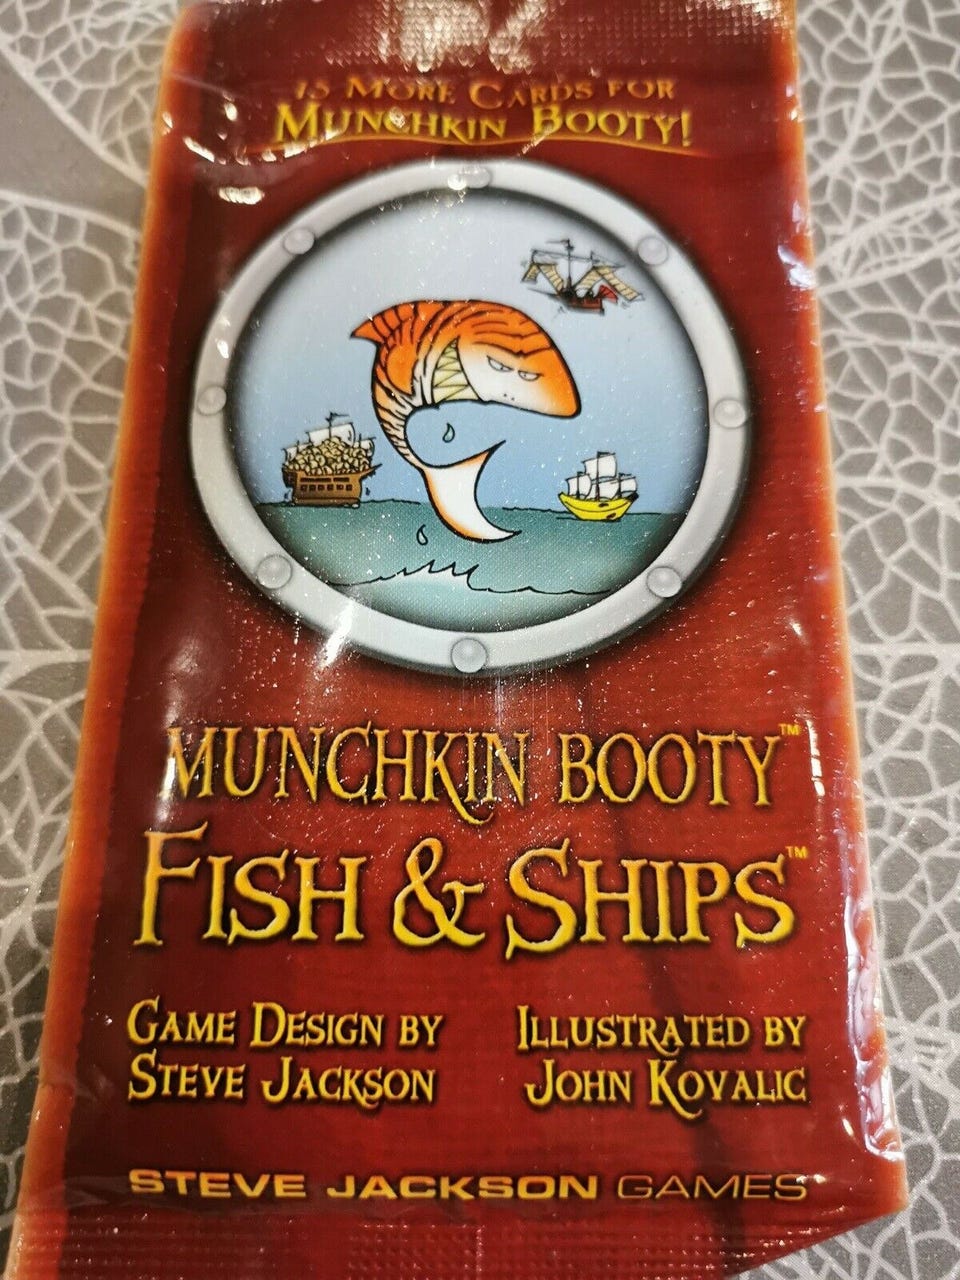 15 More Cards for
Munchkin Booty!
MUNCHKIN BOOTY™
FISH & SHIPS™
GAME DESIGN BY
STEVE JACKSON
ILLUSTRATED BY
JOHN KOVALIC
STEVE JACKSON GAMES